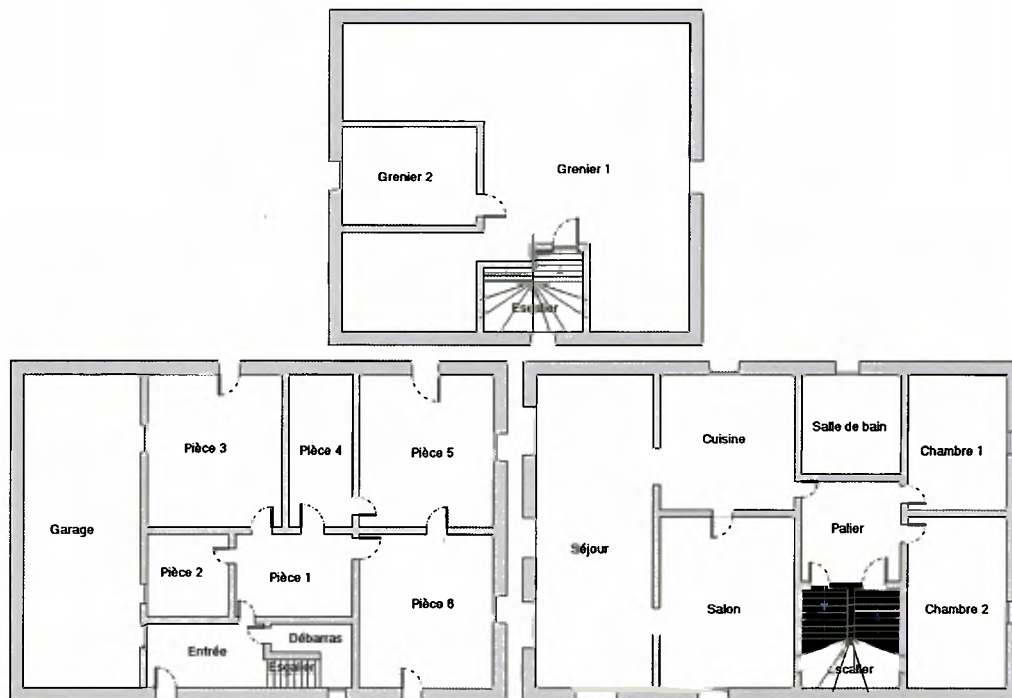 Grenier 2
Grenier 1
Escalier
Pièce 3
Pièce 4
Pièce 5
Garage
Pièce 2
Pièce 1
Pièce 6
Entrée
Débarras
Escalier
Cuisine
Salle de bain
Chambre 1
Séjour
Palier
Salon
Chambre 2
Escalier